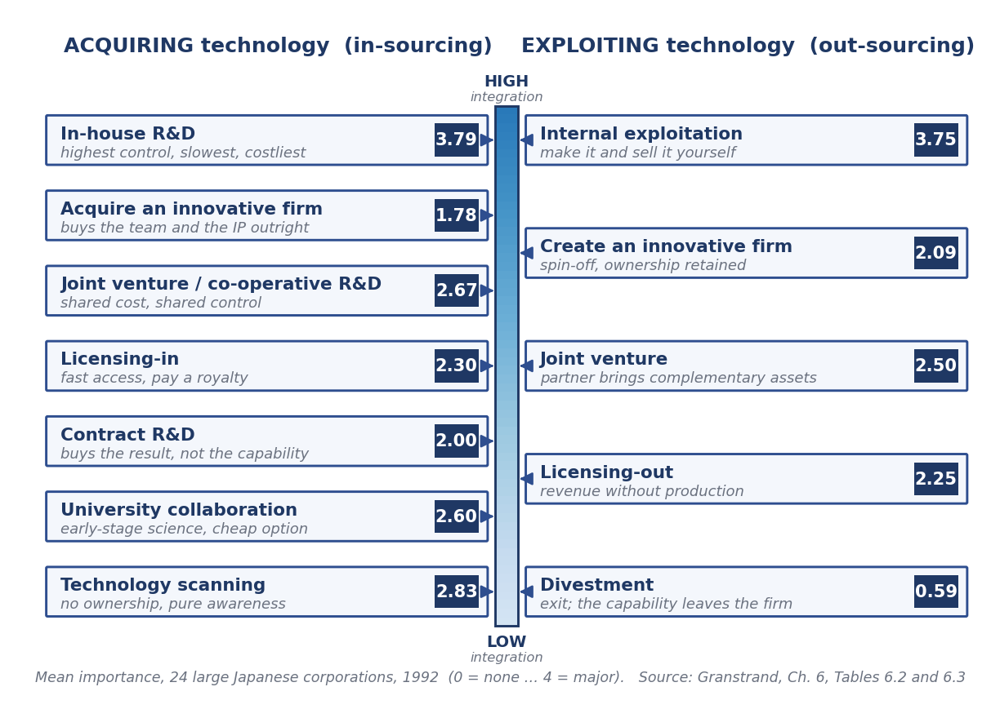 ACQUIRING technology  (in-sourcing)
EXPLOITING technology  (out-sourcing)
HIGH
integration
In-house R&D
highest control, slowest, costliest
3.79
Acquire an innovative firm
buys the team and the IP outright
1.78
Joint venture / co-operative R&D
shared cost, shared control
2.67
Licensing-in
fast access, pay a royalty
2.30
Contract R&D
buys the result, not the capability
2.00
University collaboration
early-stage science, cheap option
2.60
Technology scanning
no ownership, pure awareness
2.83
Internal exploitation
make it and sell it yourself
3.75
Create an innovative firm
spin-off, ownership retained
2.09
Joint venture
partner brings complementary assets
2.50
Licensing-out
revenue without production
2.25
Divestment
exit; the capability leaves the firm
0.59
LOW
integration
Mean importance, 24 large Japanese corporations, 1992  (0 = none … 4 = major).   Source: Granstrand, Ch. 6, Tables 6.2 and 6.3